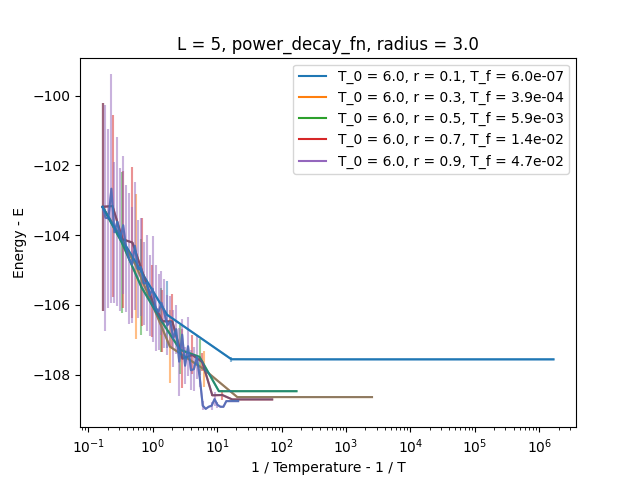 L = 5, power_decay_fn, radius = 3.0
T_0 = 6.0, r = 0.1, T_f = 6.0e-07
T_0 = 6.0, r = 0.3, T_f = 3.9e-04
T_0 = 6.0, r = 0.5, T_f = 5.9e-03
T_0 = 6.0, r = 0.7, T_f = 1.4e-02
T_0 = 6.0, r = 0.9, T_f = 4.7e-02
Energy - E
−100
−102
−104
−106
−108
10⁻¹ 10⁰ 10¹ 10² 10³ 10⁴ 10⁵ 10⁶
1 / Temperature - 1 / T